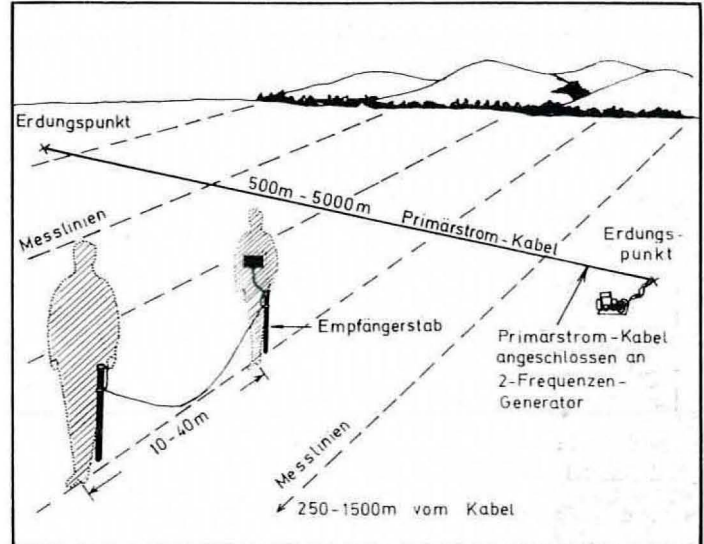 Erdungspunkt
500m - 5000m Primärstrom-Kabel
Messlinien
Erdungs-
punkt
Empfängerstab
Primärstrom-Kabel
angeschlössen an
2-Frequenzen-
Generator
10-40m
Messlinien
250-1500m vom Kabel